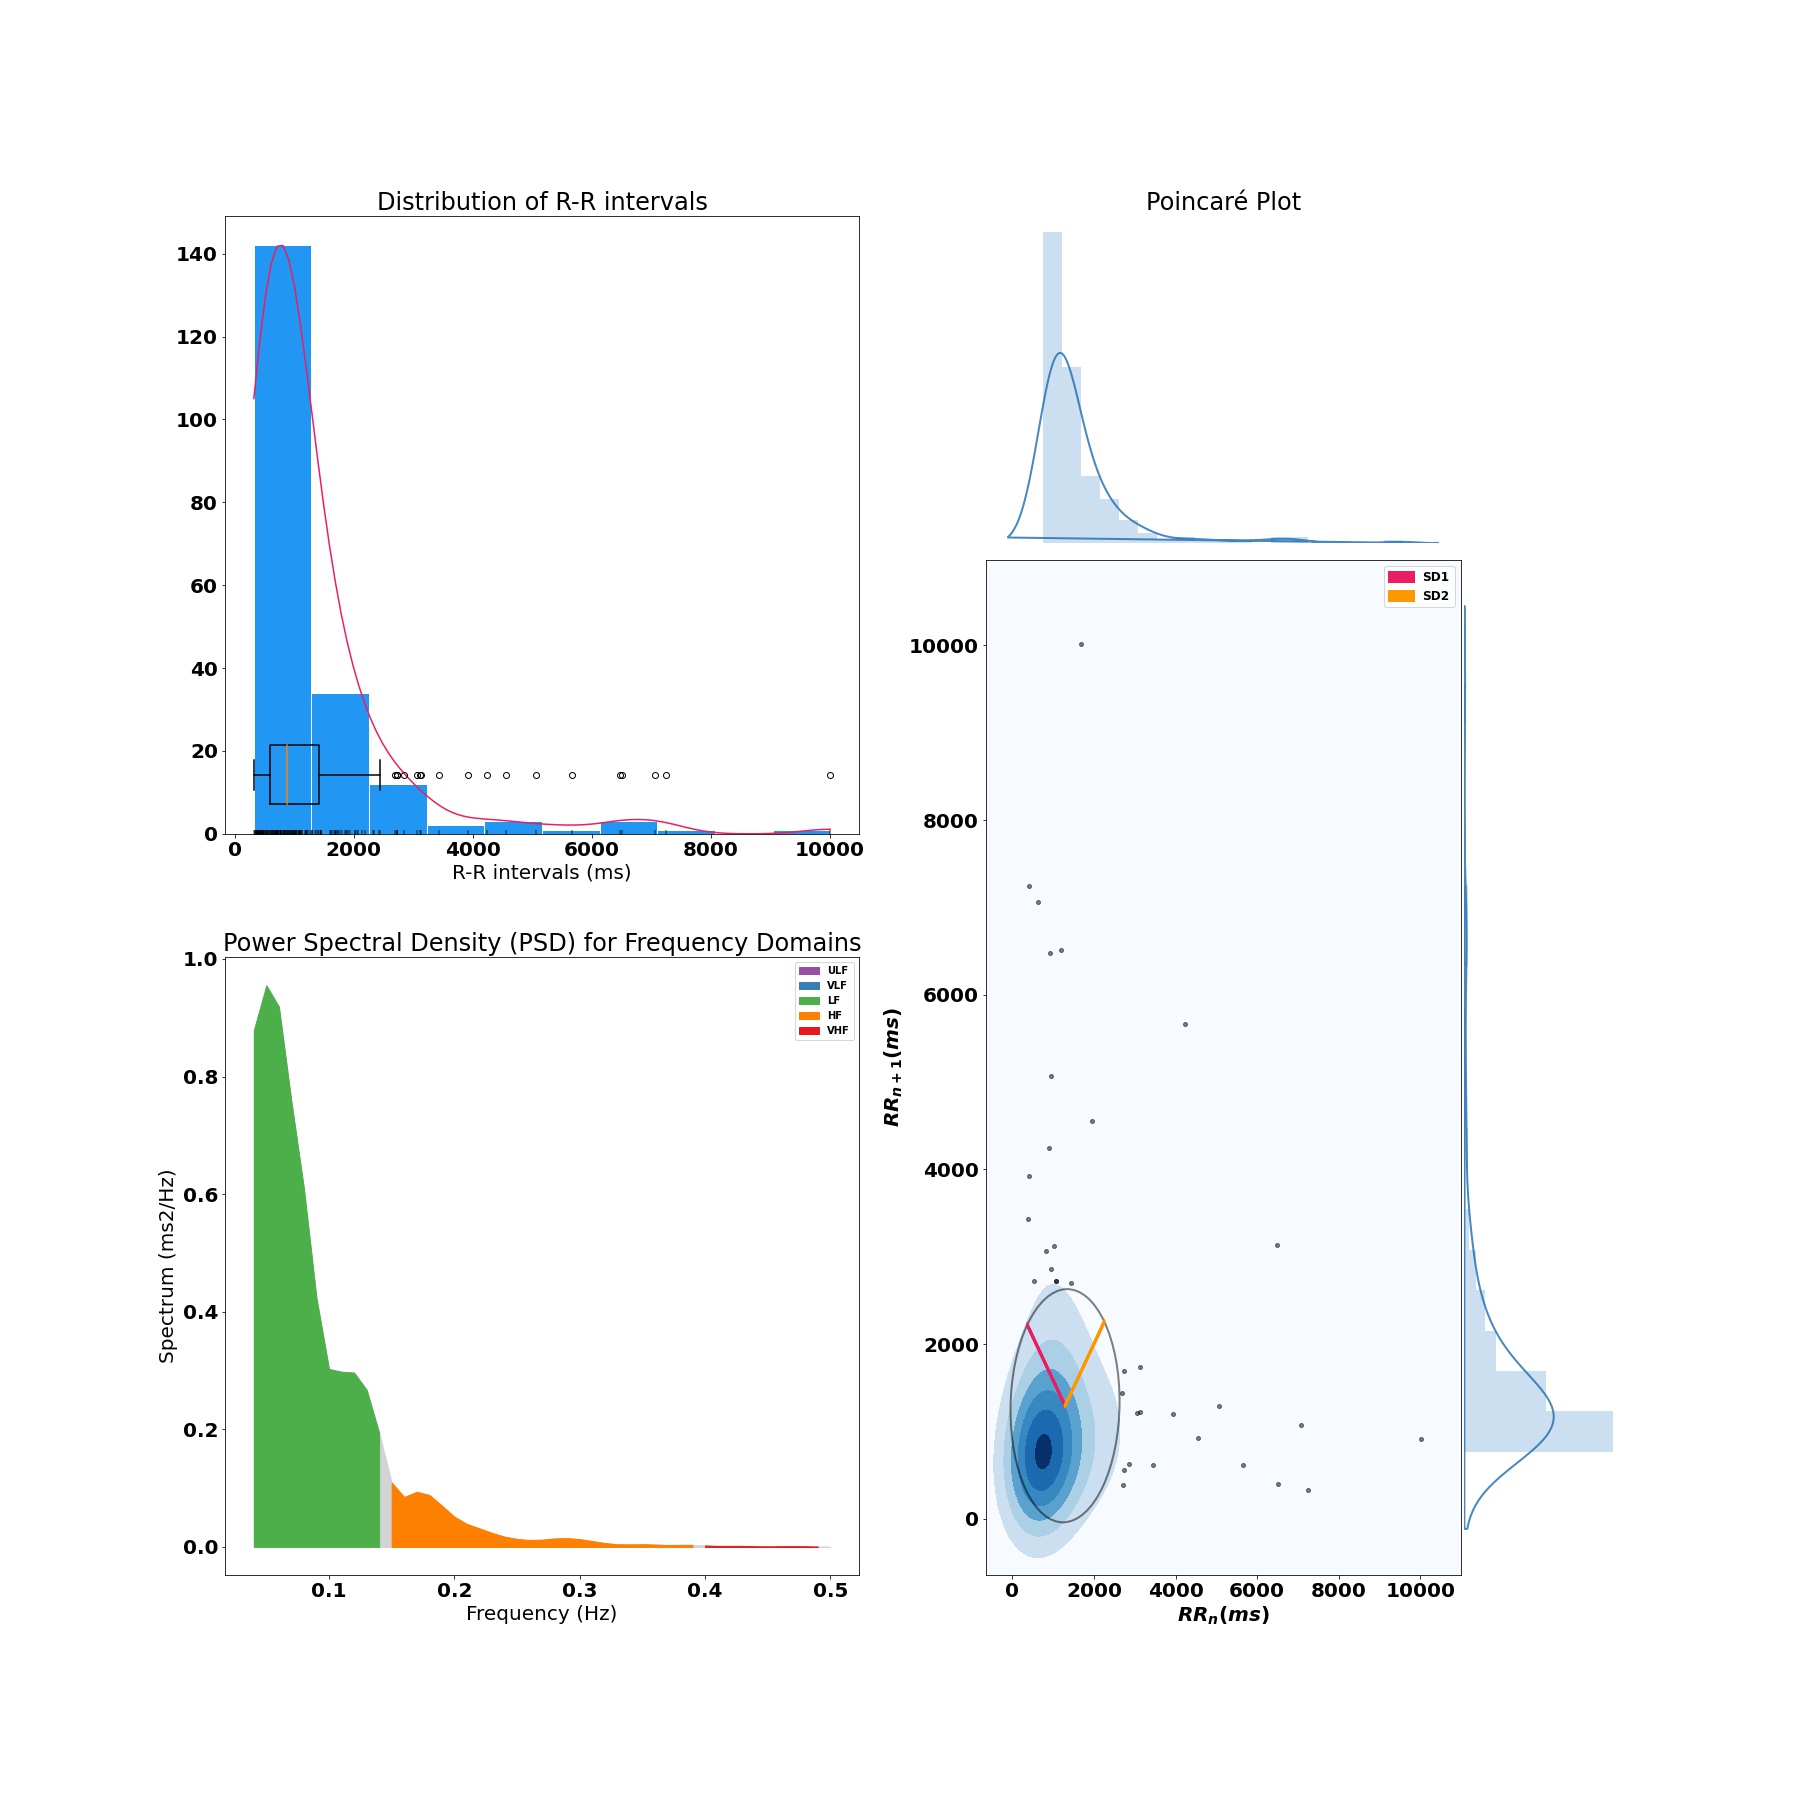 Distribution of R-R intervals
140
120
100
80
60
40
20
0
0 2000 4000 6000 8000 10000
R-R intervals (ms)
Power Spectral Density (PSD) for Frequency Domains
ULF
VLF
LF
HF
VHF
Spectrum (ms2/Hz)
1.0
0.8
0.6
0.4
0.2
0.0
0.1 0.2 0.3 0.4 0.5
Frequency (Hz)
Poincaré Plot
SD1
SD2
RRn+1(ms)
10000
8000
6000
4000
2000
0
0 2000 4000 6000 8000 10000
RRn(ms)